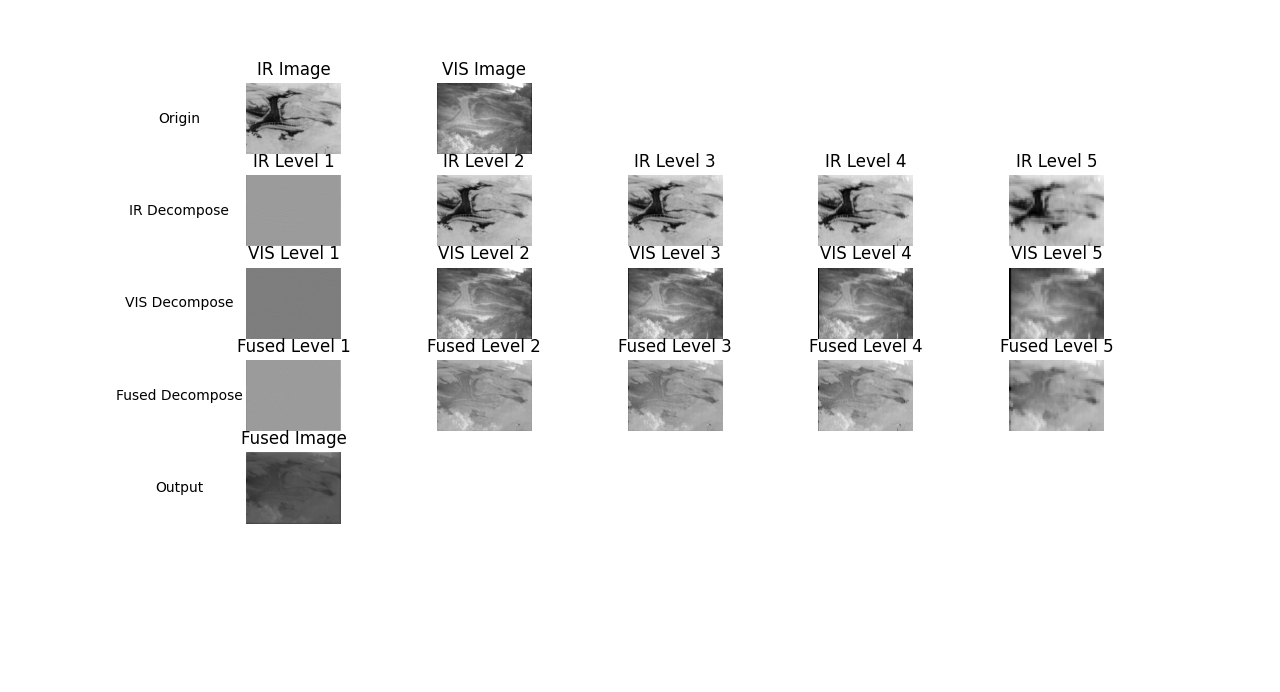 IR Image
VIS Image
Origin
IR Level 1
IR Level 2
IR Level 3
IR Level 4
IR Level 5
IR Decompose
VIS Level 1
VIS Level 2
VIS Level 3
VIS Level 4
VIS Level 5
VIS Decompose
Fused Level 1
Fused Level 2
Fused Level 3
Fused Level 4
Fused Level 5
Fused Decompose
Fused Image
Output